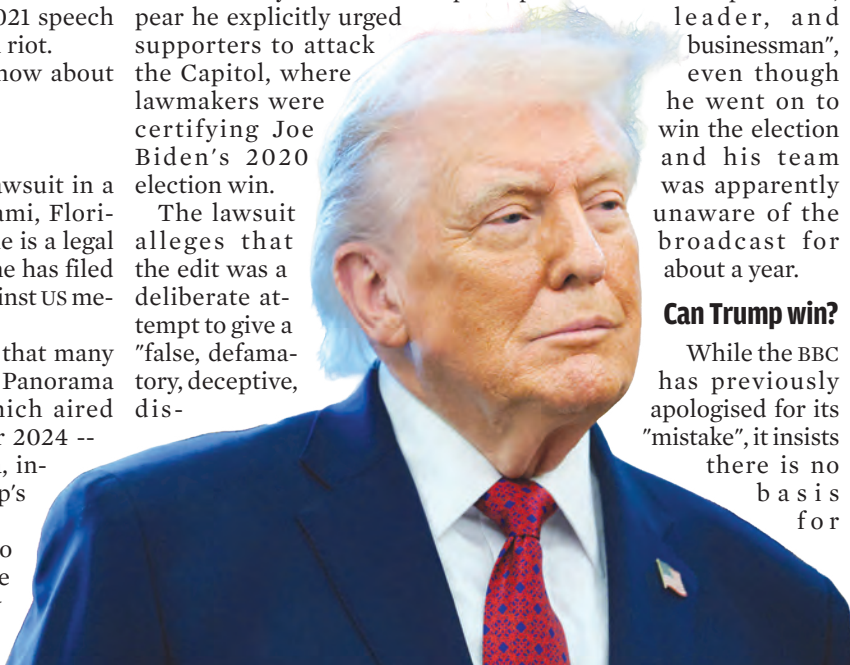 021 speech
riot.
now about
awsuit in a
ami, Flori-
e is a legal
he has filed
inst US me-
that many
Panorama
hich aired
r 2024 --
, in-
p's
o
e
pear he explicitly urged
supporters to attack
the Capitol, where
lawmakers were
certifying Joe
Biden's 2020
election win.
The lawsuit
alleges that
the edit was a
deliberate at-
tempt to give a
"false, defama-
tory, deceptive,
dis-
leader, and
businessman",
even though
he went on to
win the election
and his team
was apparently
unaware of the
broadcast for
about a year.
Can Trump win?
While the BBC
has previously
apologised for its
"mistake", it insists
there is no
basis
for